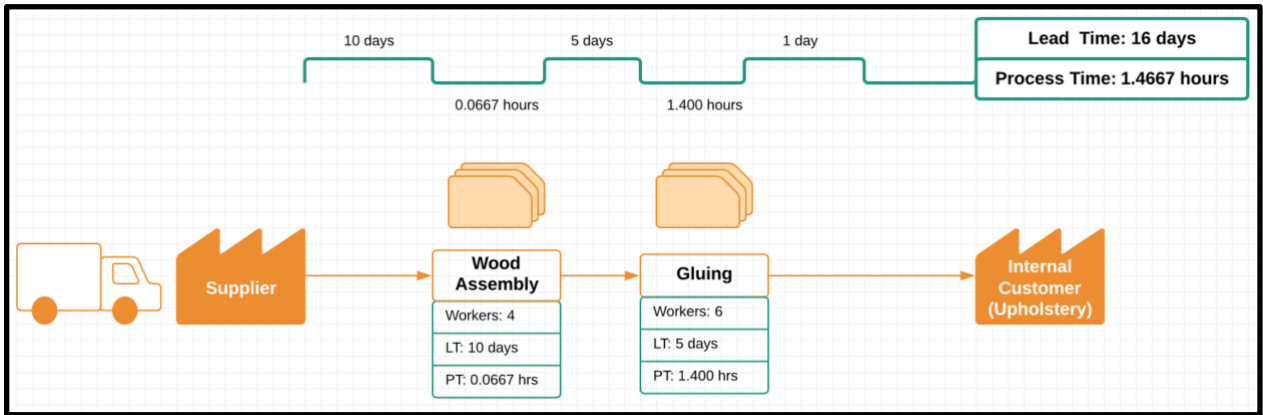 10 days
5 days
1 day
Lead Time: 16 days
Process Time: 1.4667 hours
0.0667 hours
1.400 hours
Supplier
Wood
Assembly
Workers: 4
LT: 10 days
PT: 0.0667 hrs
Gluing
Workers: 6
LT: 5 days
PT: 1.400 hrs
Internal
Customer
(Upholstery)